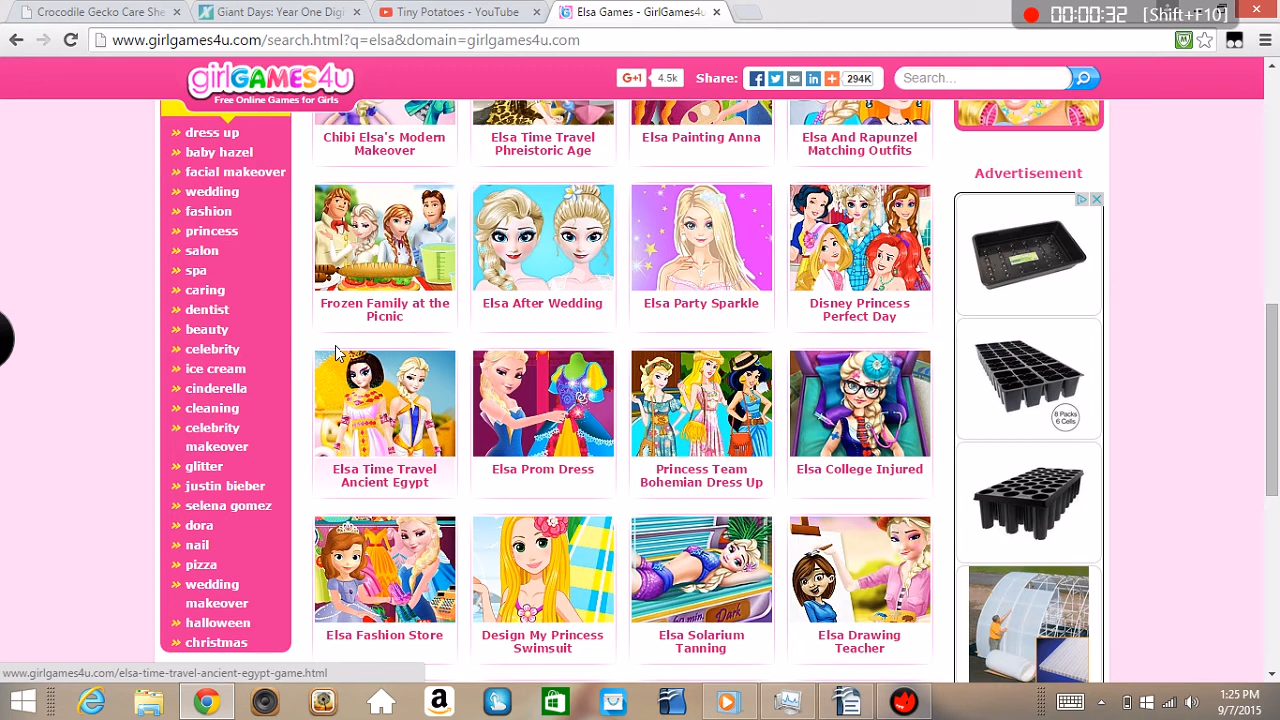 Crocodile Gecko Care She
Giant Days: Year One Digi
Tiny Potatoes - YouTube
Elsa Games - GirlGames4u
00:00:32 [Shift+F10]
www.girlgames4u.com/search.html?q=elsa&domain=girlgames4u.com
girlGAMES4u
Free Online Games for Girls
G+1 4.5k
Share: 294K
Search...
» dress up
» baby hazel
» facial makeover
» wedding
» fashion
» princess
» salon
» spa
» caring
» dentist
» beauty
» celebrity
» ice cream
» cinderella
» cleaning
» celebrity
makeover
» glitter
» justin bieber
» selena gomez
» dora
» nail
» pizza
» wedding
makeover
» halloween
» christmas
Chibi Elsa's Modern
Makeover
Elsa Time Travel
Phreistoric Age
Elsa Painting Anna
Elsa And Rapunzel
Matching Outfits
Frozen Family at the
Picnic
Elsa After Wedding
Elsa Party Sparkle
Disney Princess
Perfect Day
Elsa Time Travel
Ancient Egypt
Elsa Prom Dress
Princess Team
Bohemian Dress Up
Elsa College Injured
Elsa Fashion Store
Design My Princess
Swimsuit
Dark
Elsa Solarium
Tanning
Elsa Drawing
Teacher
Advertisement
8 Packs
6 Cells
www.girlgames4u.com/elsa-time-travel-ancient-egypt-game.html
1:25 PM
9/7/2015